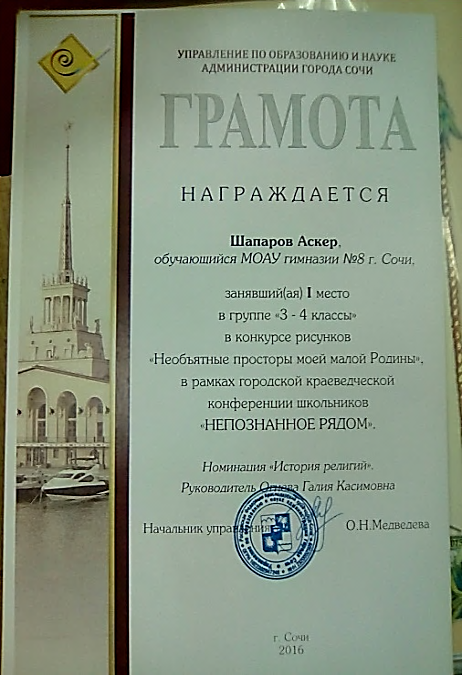 УПРАВЛЕНИЕ ПО ОБРАЗОВАНИЮ И НАУКЕ
АДМИНИСТРАЦИИ ГОРОДА СОЧИ
ГРАМОТА
НАГРАЖДАЕТСЯ
Шапаров Аскер,
обучающийся МОАУ гимназии №8 г. Сочи,
занявший(ая) I место
в группе «3 - 4 классы»
в конкурсе рисунков
«Необъятные просторы моей малой Родины»,
в рамках городской краеведческой
конференции школьников
«НЕПОЗНАННОЕ РЯДОМ».
Номинация «История религий».
Руководитель Галия Касимовна
Начальник управления О.Н.Медведева
г. Сочи
2016